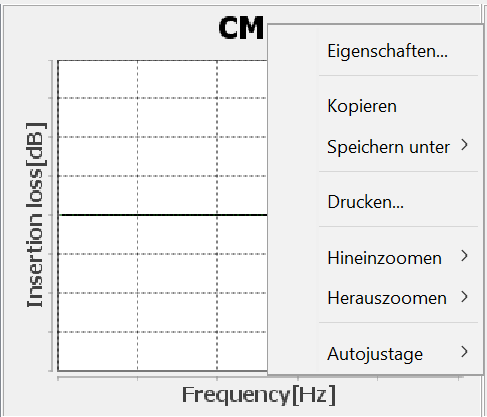 CM
Insertion loss[dB]
Frequency[Hz]
Eigenschaften...
Kopieren
Speichern unter
Drucken...
Hineinzoomen
Herauszoomen
Autojustage